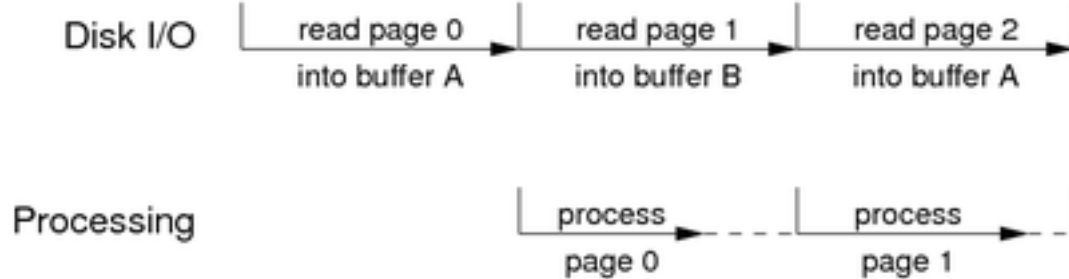 Disk I/O
read page 0
into buffer A
read page 1
into buffer B
read page 2
into buffer A
Processing
process
page 0
process
page 1